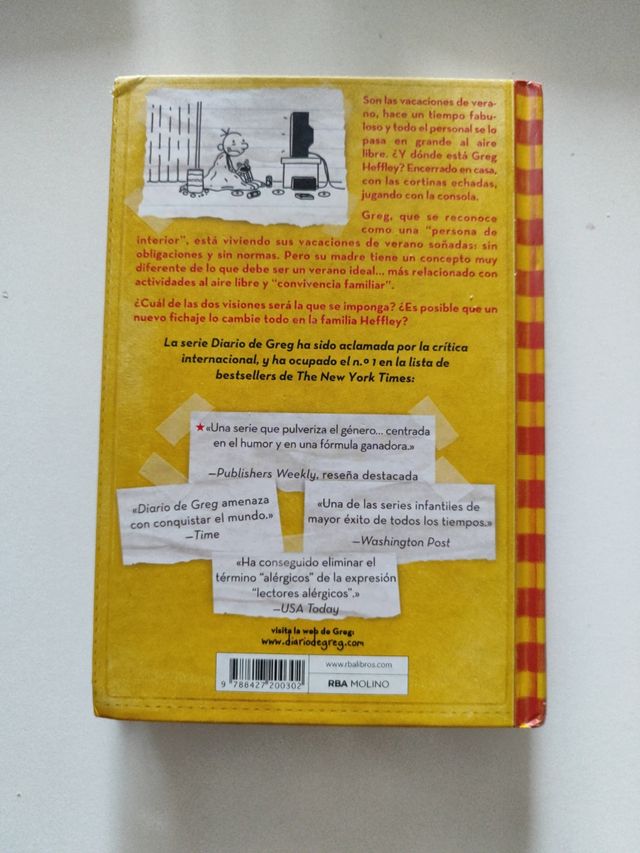 Son las vacaciones de vera-
no, hace un tiempo fabu-
loso y todo el personal se lo
pasa en grande al aire
libre. ¿Y dónde está Greg
Heffley? Encerrado en casa,
con las cortinas echadas,
jugando con la consola.
Greg, que se reconoce
como una “persona de
interior”, está viviendo sus vacaciones de verano soñadas: sin
obligaciones y sin normas. Pero su madre tiene un concepto muy
diferente de lo que debe ser un verano ideal... más relacionado con
actividades al aire libre y “convivencia familiar”.
¿Cuál de las dos visiones será la que se imponga? ¿Es posible que un
nuevo fichaje lo cambie todo en la familia Heffley?
La serie Diario de Greg ha sido aclamada por la crítica
internacional, y ha ocupado el n.º 1 en la lista de
bestsellers de The New York Times:
★«Una serie que pulveriza el género... centrada
en el humor y en una fórmula ganadora.»
—Publishers Weekly, reseña destacada
«Diario de Greg amenaza
con conquistar el mundo.»
—Time
«Una de las series infantiles de
mayor éxito de todos los tiempos.»
—Washington Post
«Ha conseguido eliminar el
término “alérgicos” de la expresión
“lectores alérgicos”.»
—USA Today
visita la web de Greg:
www.diariodegreg.com
9 788427 200302
www.rbalibros.com
RBA MOLINO